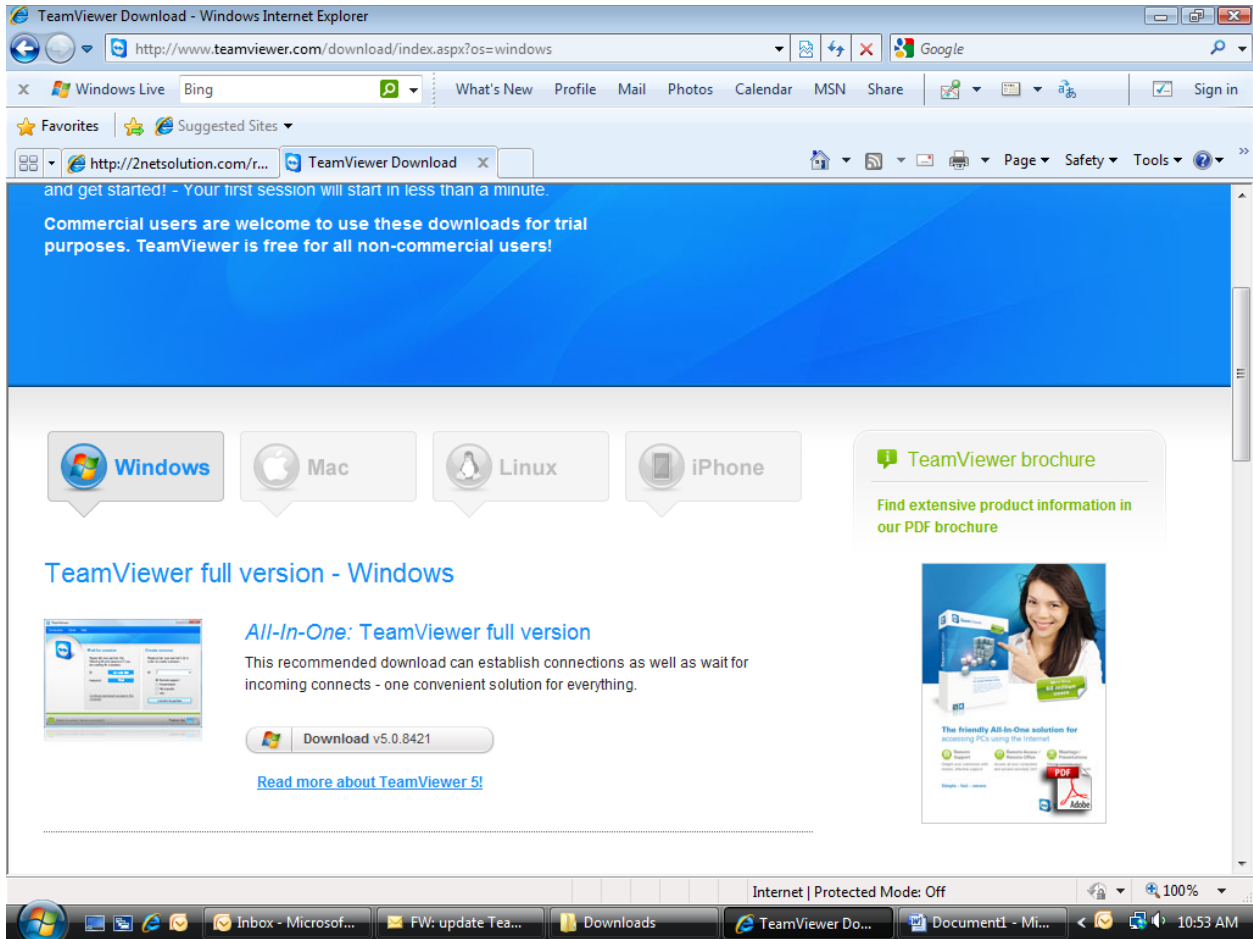 TeamViewer Download - Windows Internet Explorer
http://www.teamviewer.com/download/index.aspx?os=windows
Google
x Windows Live Bing What's New Profile Mail Photos Calendar MSN Share Sign in
Favorites Suggested Sites
http://2netsolution.com/r... TeamViewer Download x Page Safety Tools
and get started! - Your first session will start in less than a minute.
Commercial users are welcome to use these downloads for trial
purposes. TeamViewer is free for all non-commercial users!
Windows Mac Linux iPhone
TeamViewer brochure
Find extensive product information in
our PDF brochure
TeamViewer full version - Windows
All-In-One: TeamViewer full version
This recommended download can establish connections as well as wait for
incoming connects - one convenient solution for everything.
Download v5.0.8421
Read more about TeamViewer 5!
The friendly All-In-One solution for
accessing PCs using the Internet
PDF
Adobe
Internet | Protected Mode: Off 100%
Inbox - Microsof... FW: update Tea... Downloads TeamViewer Do... Document1 - Mi... 10:53 AM